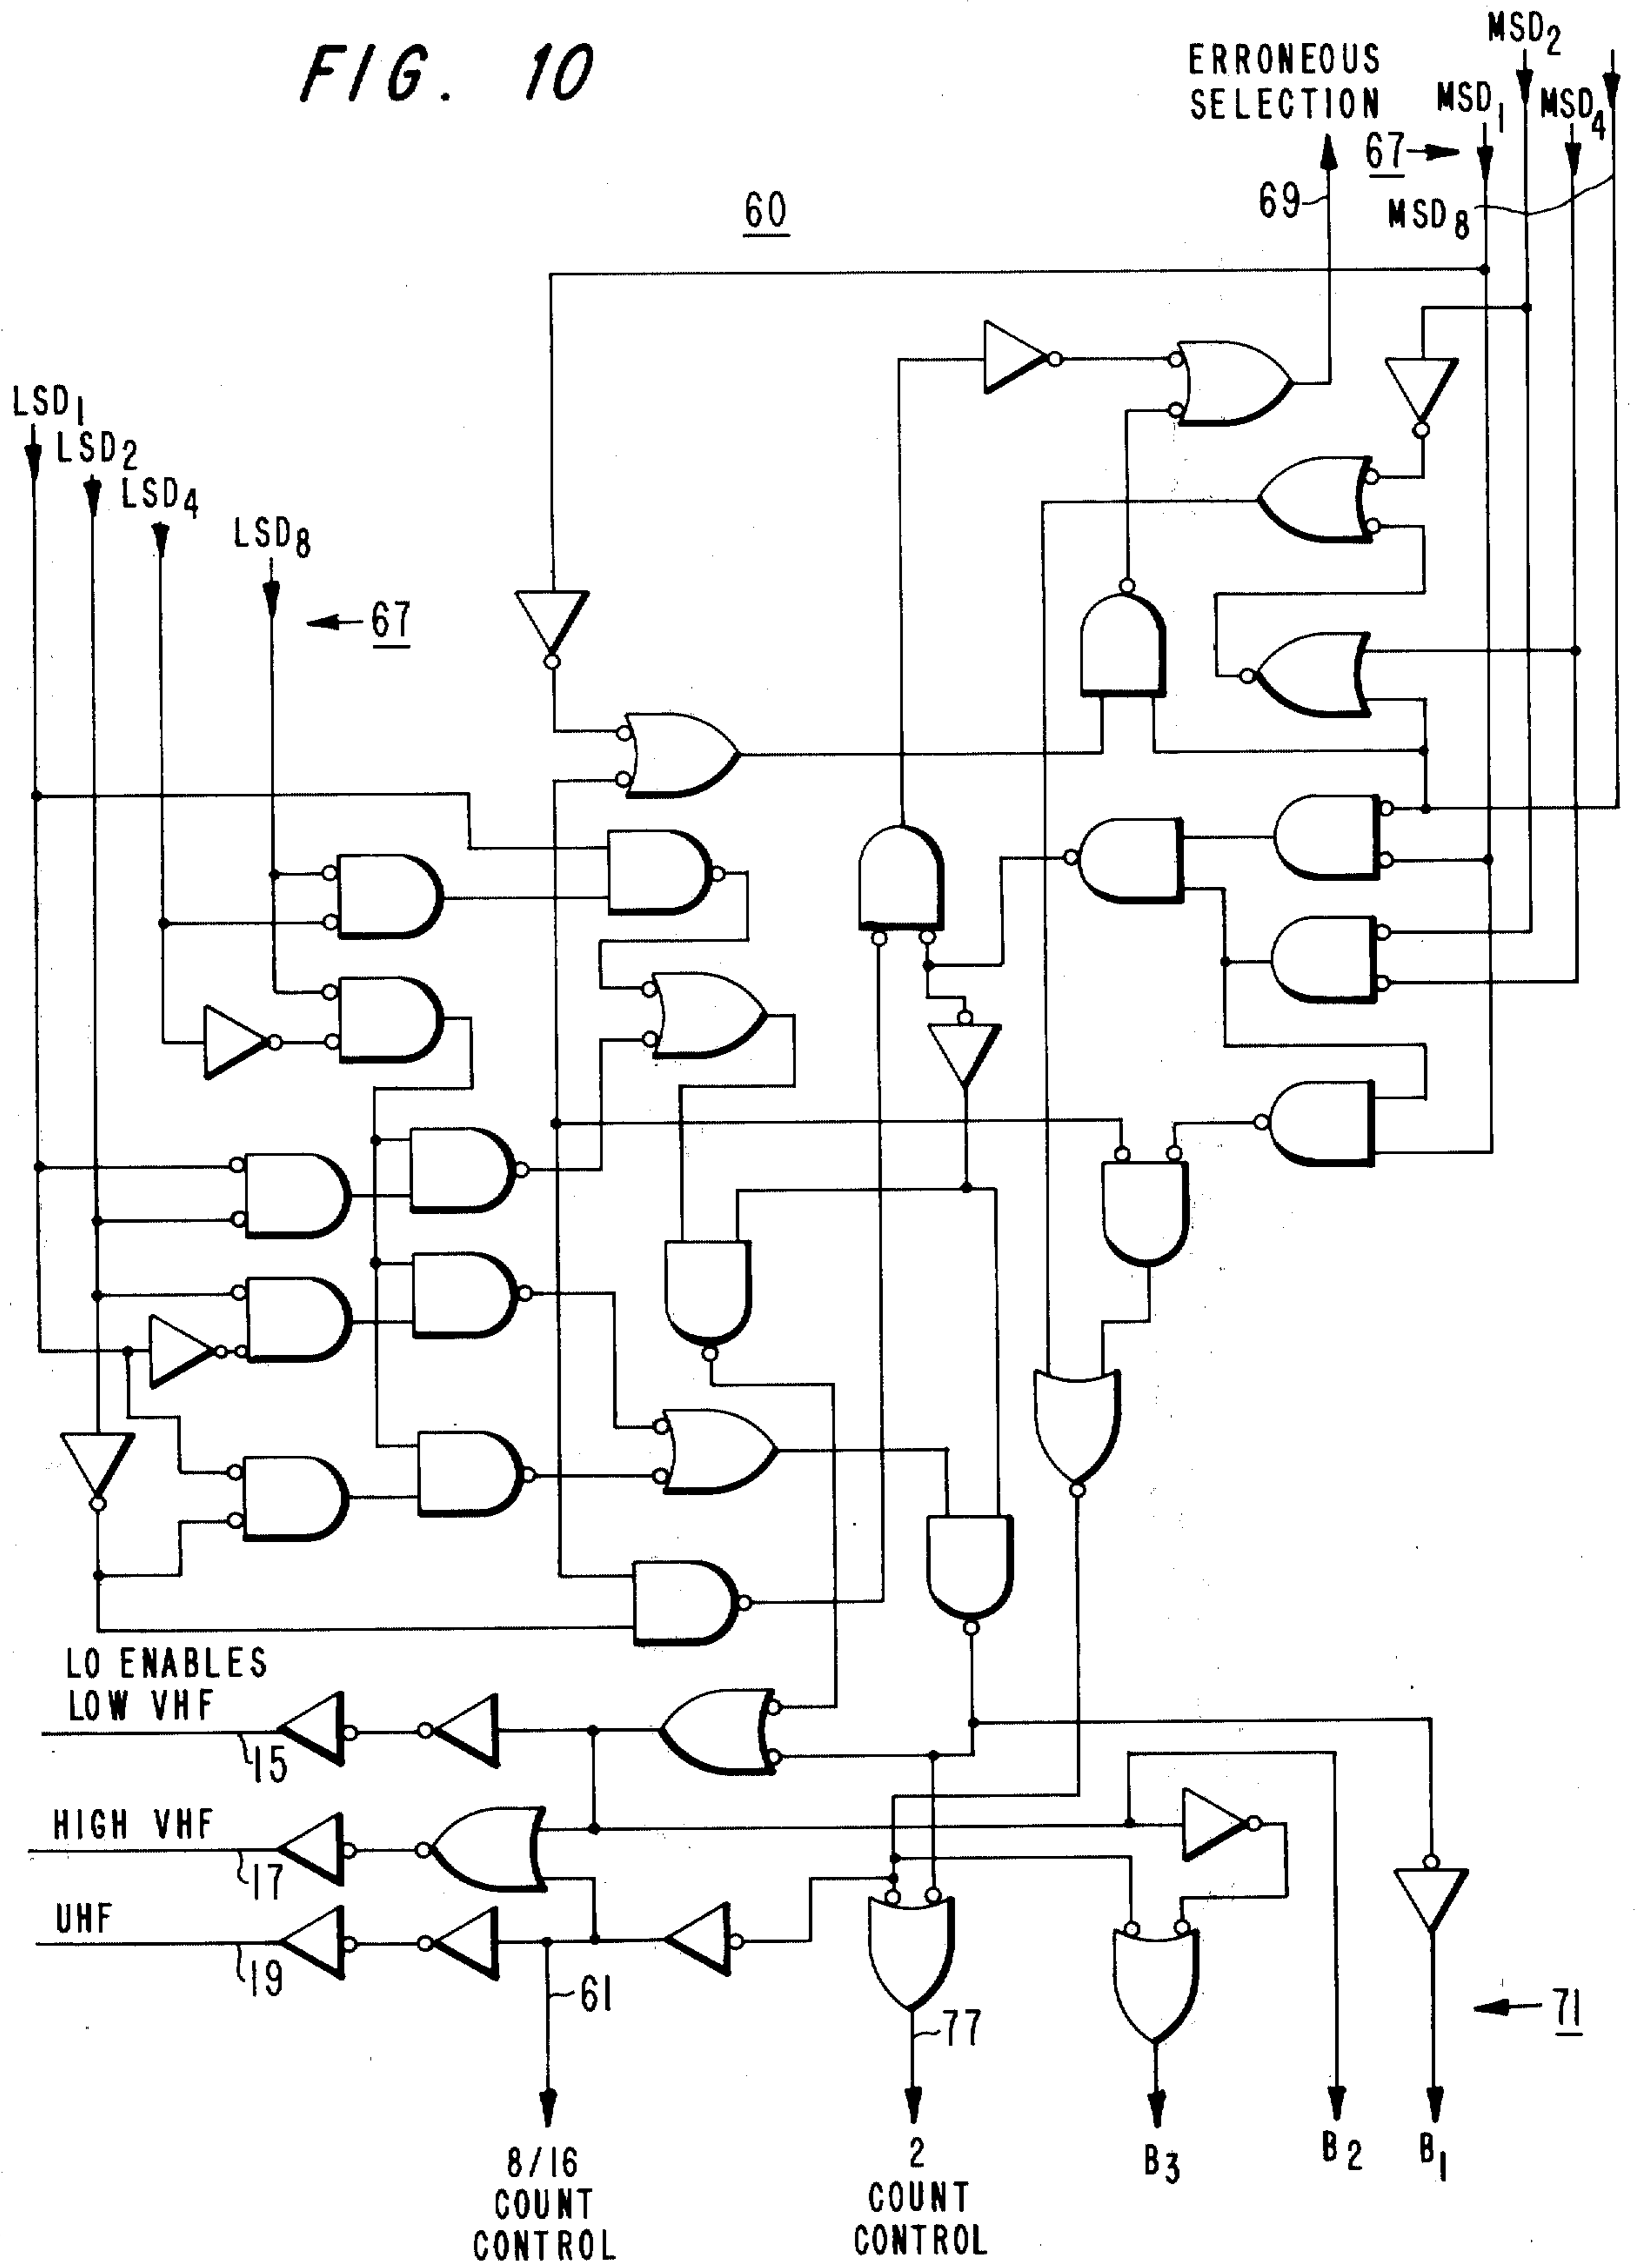 FIG. 10
ERRONEOUS
SELECTION
MSD2
MSD1
MSD4
67
MSD8
69
60
LSD1
LSD2
LSD4
LSD8
67
LO ENABLES
LOW VHF
15
HIGH VHF
17
UHF
19
61
77
71
8/16
COUNT
CONTROL
2
COUNT
CONTROL
B3
B2
B1